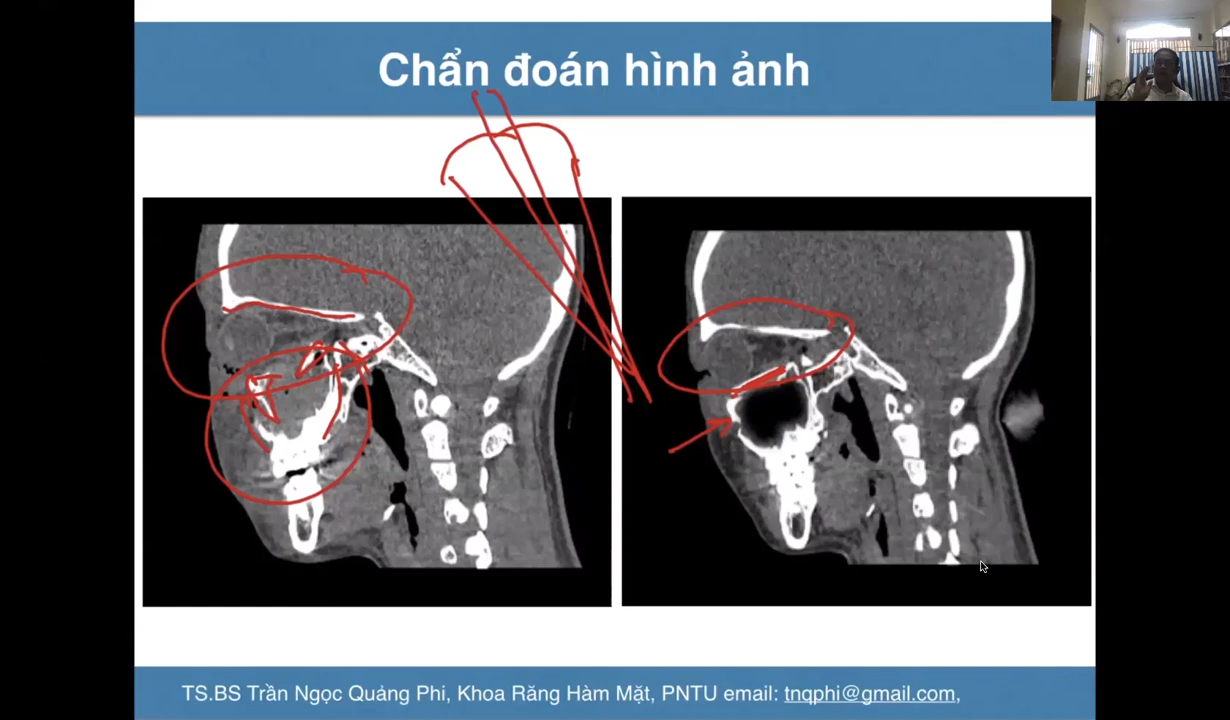 Chẩn đoán hình ảnh
TS.BS Trần Ngọc Quảng Phi, Khoa Răng Hàm Mặt, PNTU email: tnqphi@gmail.com,